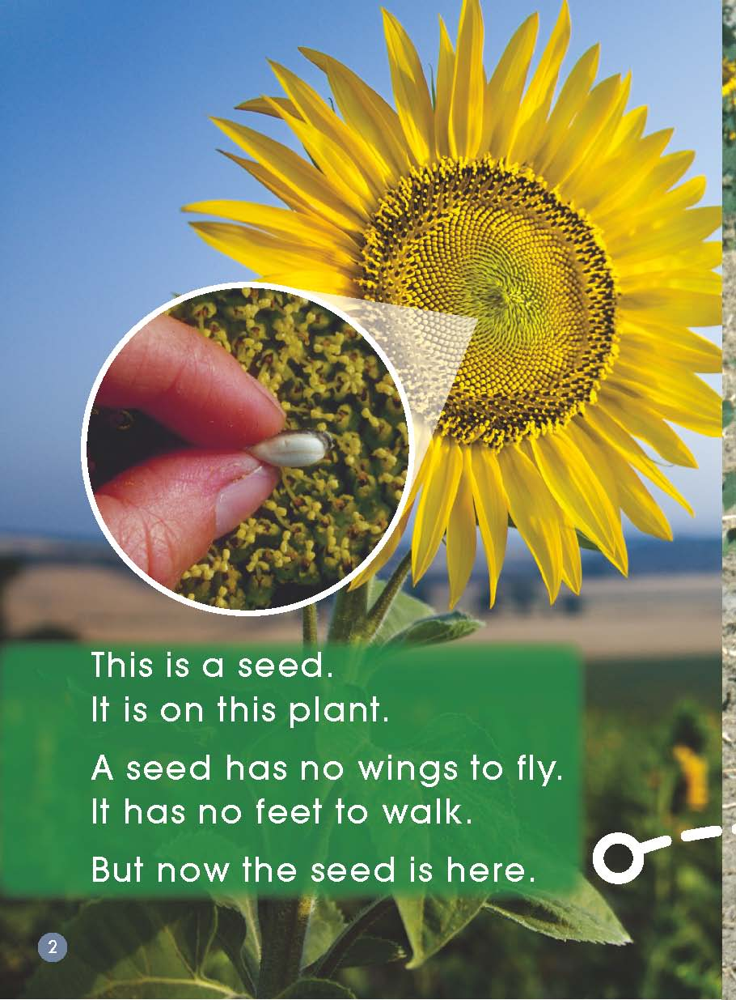 This is a seed.
It is on this plant.
A seed has no wings to fly.
It has no feet to walk.
But now the seed is here.
2